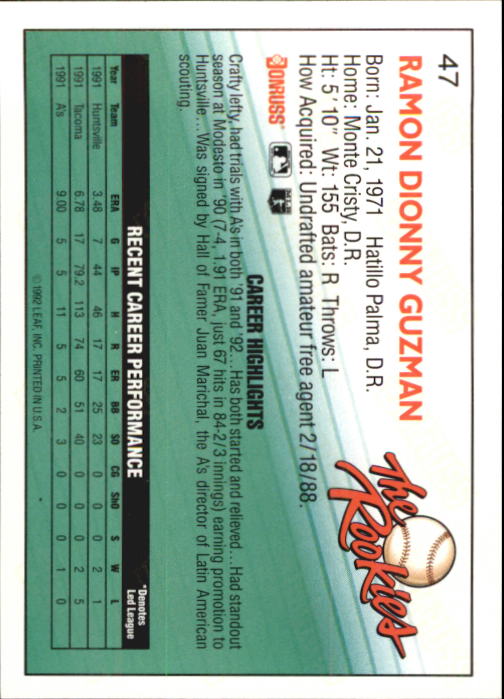 47
RAMON DIONNY GUZMAN
The Rookies
Born: Jan. 21, 1971 Hatillo Palma, D.R.
Home: Monte Cristy, D.R.
Ht: 5' 10" Wt: 155 Bats: R Throws: L
How Acquired: Undrafted amateur free agent 2/18/88.
DONRUSS
CAREER HIGHLIGHTS
Crafty lefty, had trials with A's in both '91 and '92...Has both started and relieved...Had standout
season at Modesto in '90 (7-4, 1.91 ERA, just 67 hits in 84-2/3 innings) earning promotion to
Huntsville...Was signed by Hall of Famer Juan Marichal, the A's director of Latin American
scouting.
RECENT CAREER PERFORMANCE
*Denotes
Led League
Year Team ERA G IP H R ER BB SO CG ShO S W L
1991 Huntsville 3.48 7 44 46 17 17 25 23 0 0 0 2 1
1991 Tacoma 6.78 17 79.2 113 74 60 51 40 0 0 0 2 5
1991 A's 9.00 5 5 11 5 5 2 3 0 0 0 1 0
©1992 LEAF, INC. PRINTED IN U.S.A.